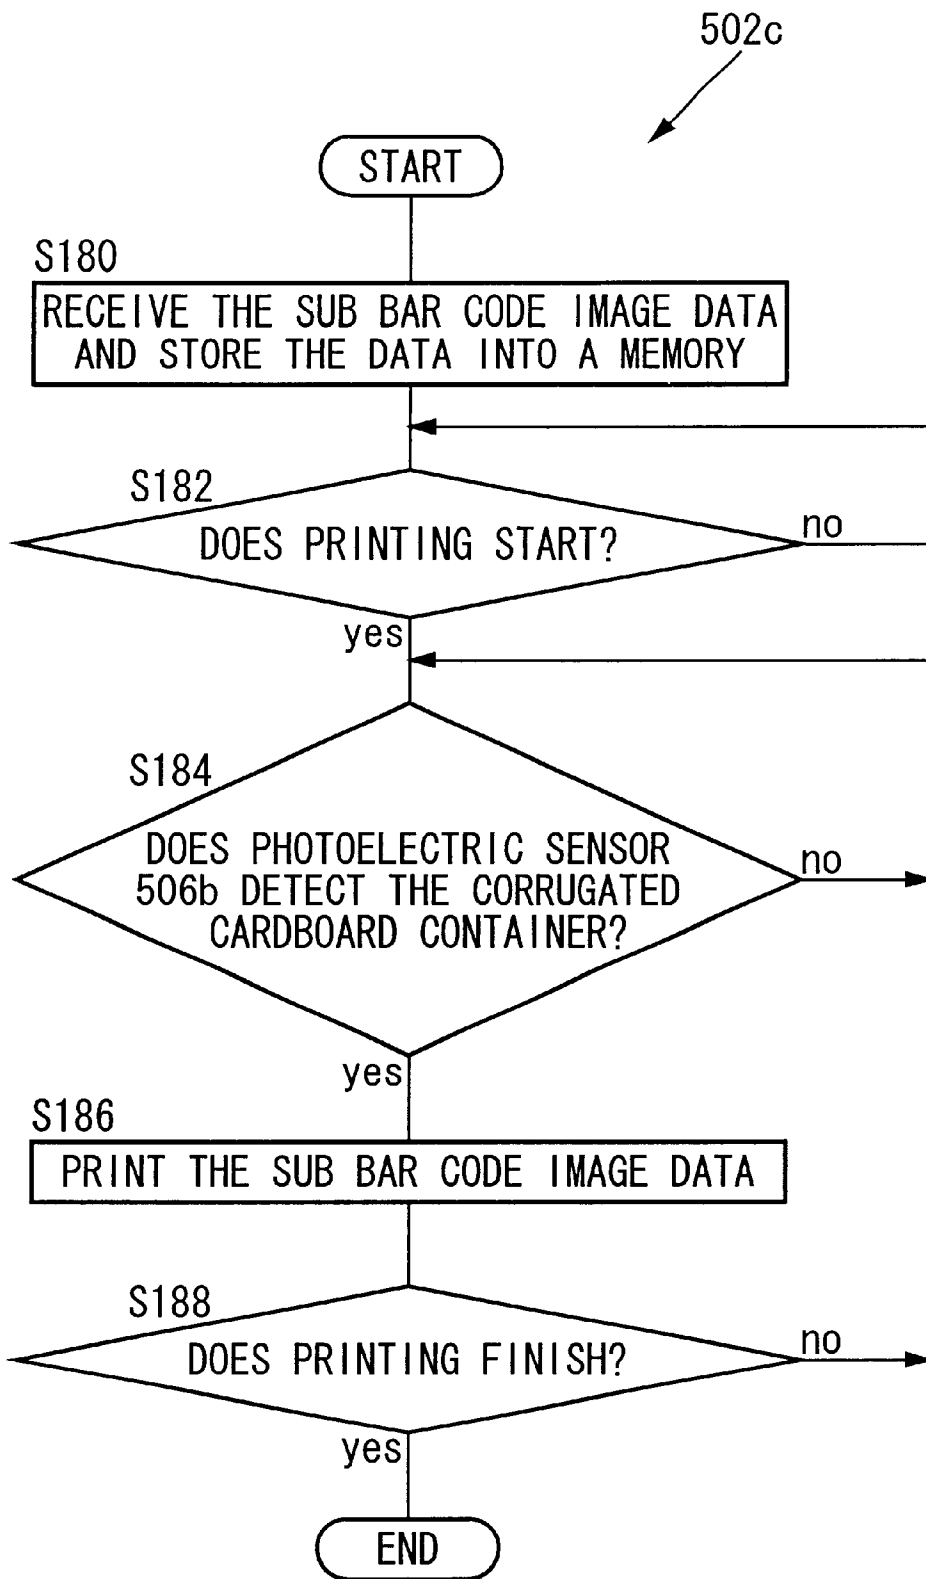 502c
START
S180
RECEIVE THE SUB BAR CODE IMAGE DATA
AND STORE THE DATA INTO A MEMORY
S182
DOES PRINTING START?
no
yes
S184
DOES PHOTOELECTRIC SENSOR
506b DETECT THE CORRUGATED
CARDBOARD CONTAINER?
no
yes
S186
PRINT THE SUB BAR CODE IMAGE DATA
S188
DOES PRINTING FINISH?
no
yes
END